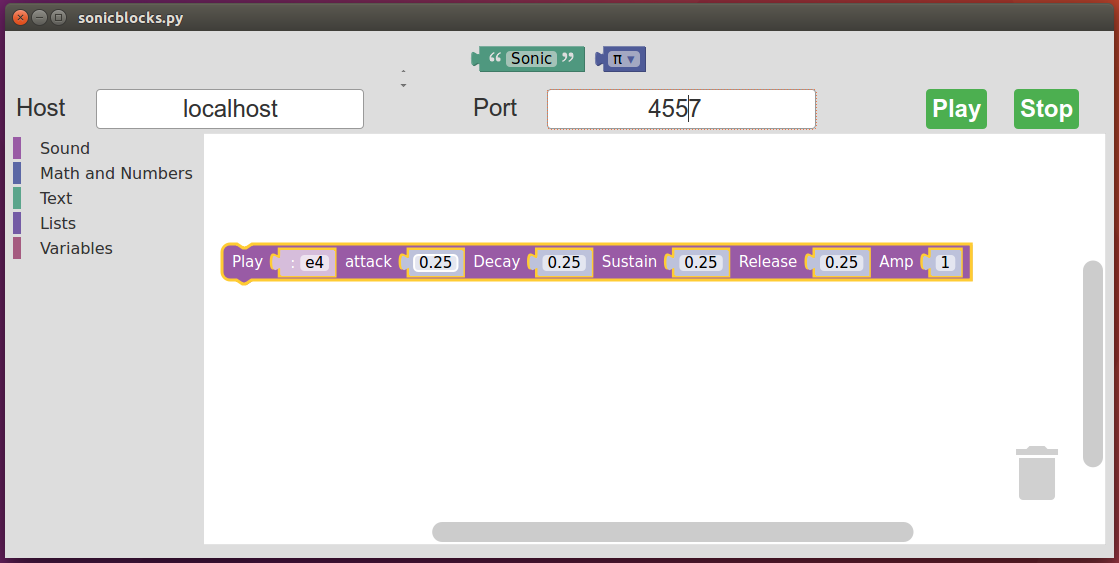 sonicblocks.py
“ Sonic ” π
Host localhost Port 4557 Play Stop
Sound
Math and Numbers
Text
Lists
Variables
Play : e4 attack 0.25 Decay 0.25 Sustain 0.25 Release 0.25 Amp 1